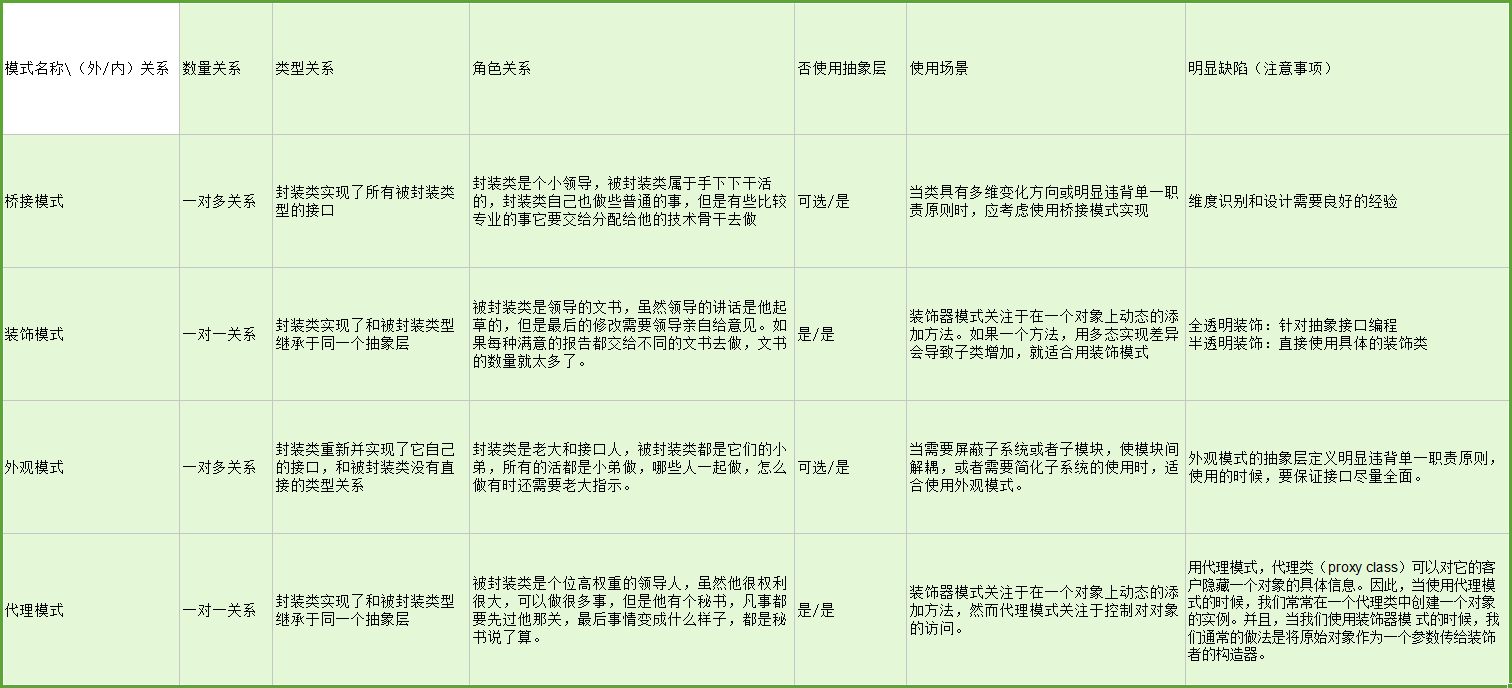 模式名称\（外/内）关系
数量关系
类型关系
角色关系
否使用抽象层
使用场景
明显缺陷（注意事项）
桥接模式
一对多关系
封装类实现了所有被封装类
型的接口
封装类是个小领导，被封装类属于手下下干活
的，封装类自己也做些普通的事，但是有些比较
专业的事它要交给分配给他的技术骨干去做
可选/是
当类具有多维变化方向或明显违背单一职
责原则时，应考虑使用桥接模式实现
维度识别和设计需要良好的经验
装饰模式
一对一关系
封装类实现了和被封装类型
继承于同一个抽象层
被封装类是领导的文书，虽然领导的讲话是他起
草的，但是最后的修改需要领导亲自给意见。如
果每种满意的报告都交给不同的文书去做，文书
的数量就太多了。
是/是
装饰器模式关注于在一个对象上动态的添
加方法。如果一个方法，用多态实现差异
会导致子类增加，就适合用装饰模式
全透明装饰：针对抽象接口编程
半透明装饰：直接使用具体的装饰类
外观模式
一对多关系
封装类重新并实现了它自己
的接口，和被封装类没有直
接的类型关系
封装类是老大和接口人，被封装类都是它们的小
弟，所有的活都是小弟做，哪些人一起做，怎么
做有时还需要老大指示。
可选/是
当需要屏蔽子系统或者子模块，使模块间
解耦，或者需要简化子系统的使用时，适
合使用外观模式。
外观模式的抽象层定义明显违背单一职责原则，
使用的时候，要保证接口尽量全面。
代理模式
一对一关系
封装类实现了和被封装类型
继承于同一个抽象层
被封装类是个位高权重的领导人，虽然他很权利
很大，可以做很多事，但是他有个秘书，凡事都
要先过他那关，最后事情变成什么样子，都是秘
书说了算。
是/是
装饰器模式关注于在一个对象上动态的添
加方法，然而代理模式关注于控制对对象
的访问。
用代理模式，代理类（proxy class）可以对它的客
户隐藏一个对象的具体信息。因此，当使用代理模
式的时候，我们常常在一个代理类中创建一个对象
的实例。并且，当我们使用装饰器模 式的时候，我
们通常的做法是将原始对象作为一个参数传给装饰
者的构造器。